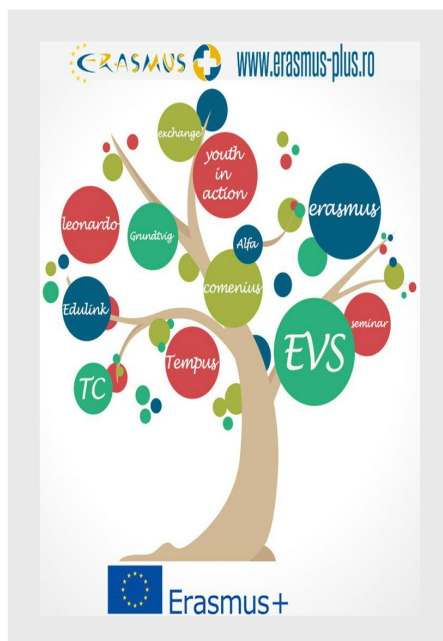 ERASMUS+ www.erasmus-plus.ro
exchange
youth
in
action
leonardo
Grundtvig
Alfa
erasmus
comenius
Edulink
seminar
EVS
Tempus
TC
Erasmus+